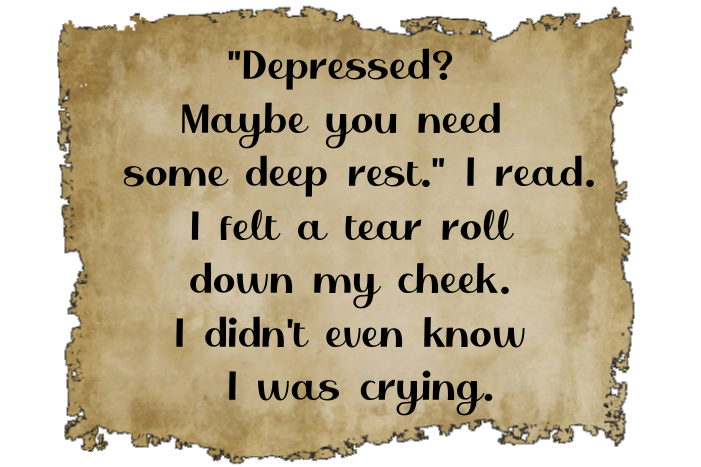 "Depressed?
Maybe you need
some deep rest." I read.
I felt a tear roll
down my cheek.
I didn't even know
I was crying.